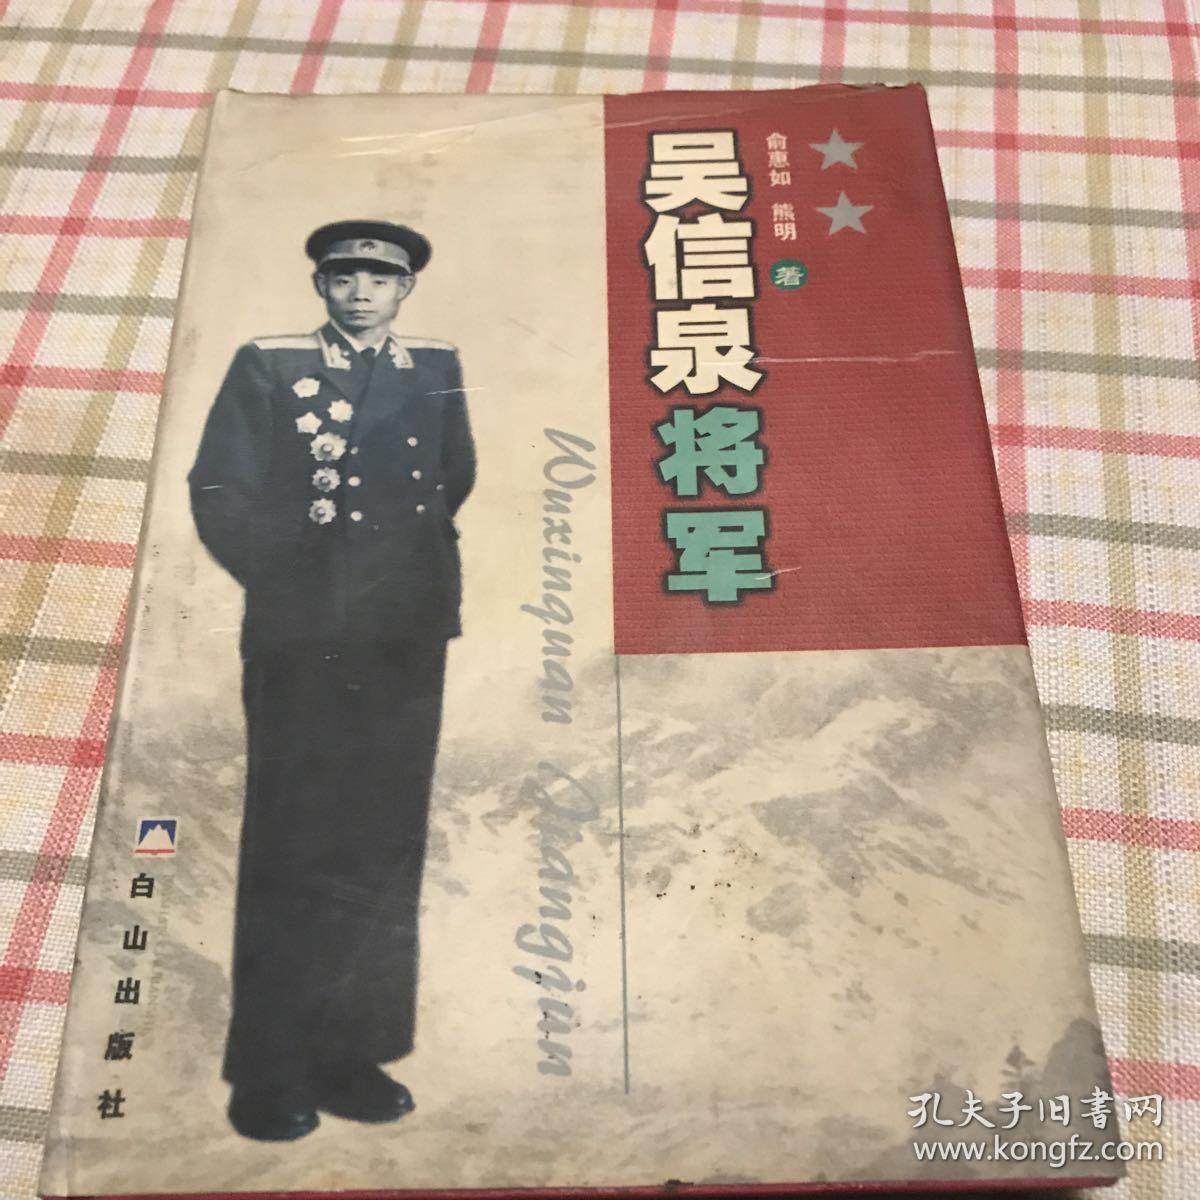 吴信泉将军
俞惠如 熊明 著
Wuxinquan Jiangjun
白山出版社
孔夫子旧書网
www.kongfz.com